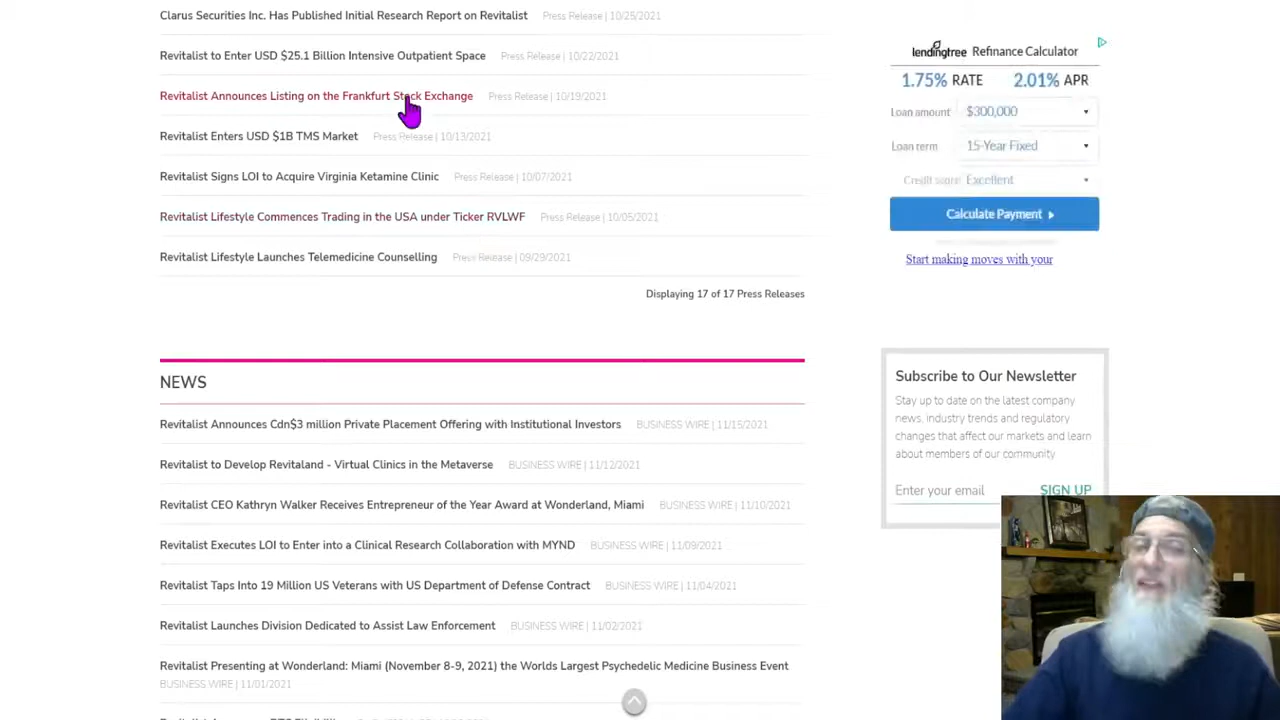 Clarus Securities Inc. Has Published Initial Research Report on Revitalist Press Release | 10/25/2021
Revitalist to Enter USD $25.1 Billion Intensive Outpatient Space Press Release | 10/22/2021
Revitalist Announces Listing on the Frankfurt Stock Exchange Press Release | 10/19/2021
Revitalist Enters USD $1B TMS Market Press Release | 10/13/2021
Revitalist Signs LOI to Acquire Virginia Ketamine Clinic Press Release | 10/07/2021
Revitalist Lifestyle Commences Trading in the USA under Ticker RVLWF Press Release | 10/05/2021
Revitalist Lifestyle Launches Telemedicine Counselling Press Release | 09/29/2021
Displaying 17 of 17 Press Releases
NEWS
Revitalist Announces Cdn$3 million Private Placement Offering with Institutional Investors BUSINESS WIRE | 11/15/2021
Revitalist to Develop Revitaland - Virtual Clinics in the Metaverse BUSINESS WIRE | 11/12/2021
Revitalist CEO Kathryn Walker Receives Entrepreneur of the Year Award at Wonderland, Miami BUSINESS WIRE | 11/10/2021
Revitalist Executes LOI to Enter into a Clinical Research Collaboration with MYND BUSINESS WIRE | 11/09/2021
Revitalist Taps Into 19 Million US Veterans with US Department of Defense Contract BUSINESS WIRE | 11/04/2021
Revitalist Launches Division Dedicated to Assist Law Enforcement BUSINESS WIRE | 11/02/2021
Revitalist Presenting at Wonderland: Miami (November 8-9, 2021) the Worlds Largest Psychedelic Medicine Business Event
BUSINESS WIRE | 11/01/2021
lendingtree Refinance Calculator
1.75% RATE 2.01% APR
Loan amount $300,000
Loan term 15-Year Fixed
Credit score Excellent
Calculate Payment
Start making moves with your
Subscribe to Our Newsletter
Stay up to date on the latest company
news, industry trends and regulatory
changes that affect our markets and learn
about members of our community
Enter your email SIGN UP